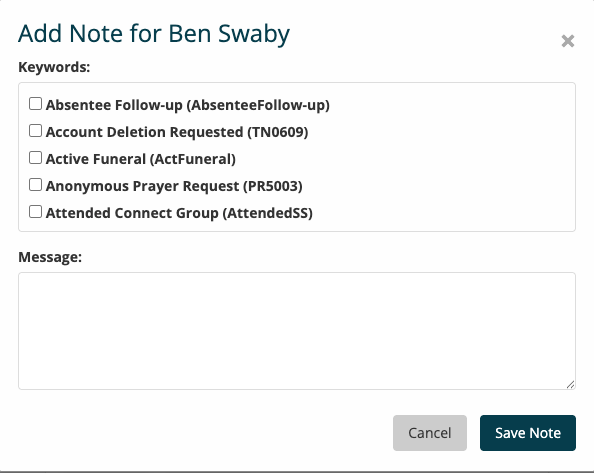 Add Note for Ben Swaby
Keywords:
Absentee Follow-up (AbsenteeFollow-up)
Account Deletion Requested (TN0609)
Active Funeral (ActFuneral)
Anonymous Prayer Request (PR5003)
Attended Connect Group (AttendedSS)
Message:
Cancel
Save Note